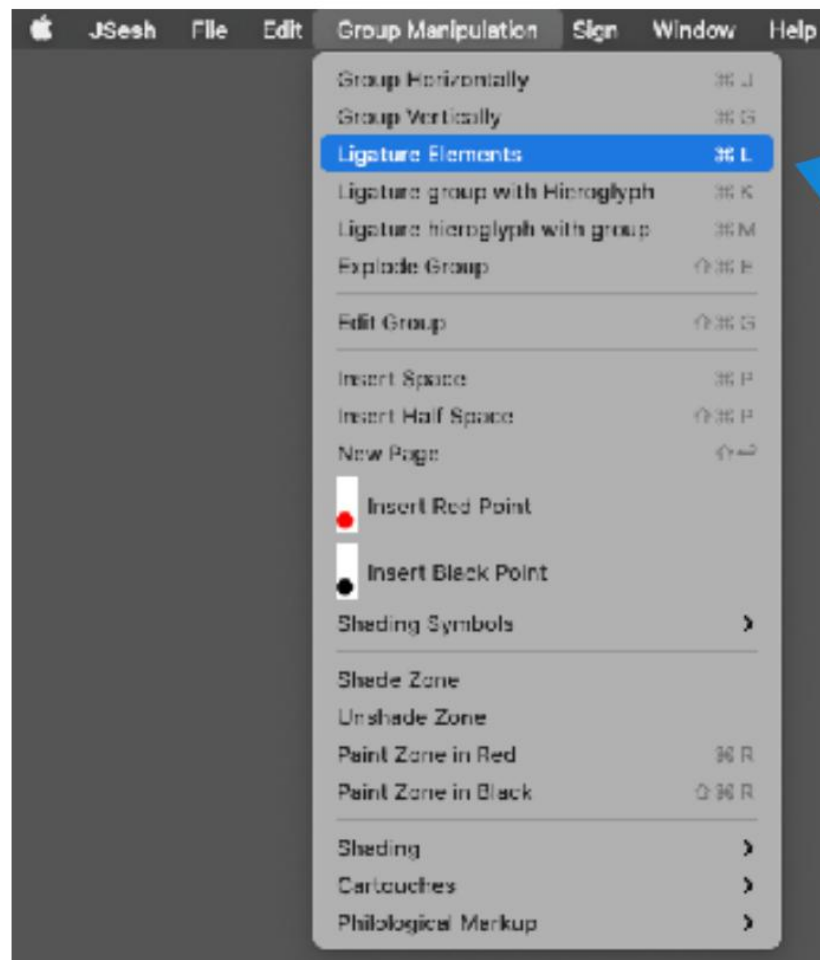 JSesh File Edit Group Manipulation Sign Window Help
Group Horizontally ⌘ J
Group Vertically ⌘ G
Ligature Elements ⌘ L
Ligature group with Hieroglyph ⌘ K
Ligature hieroglyph with group ⌘ M
Explode Group ⇧ ⌘ E
Edit Group ⇧ ⌘ G
Insert Space ⌘ P
Insert Half Space ⇧ ⌘ P
New Page ⇧ ↩
Insert Red Point
Insert Black Point
Shading Symbols
Shade Zone
Unshade Zone
Paint Zone in Red ⌘ R
Paint Zone in Black ⇧ ⌘ R
Shading
Cartouches
Philological Markup